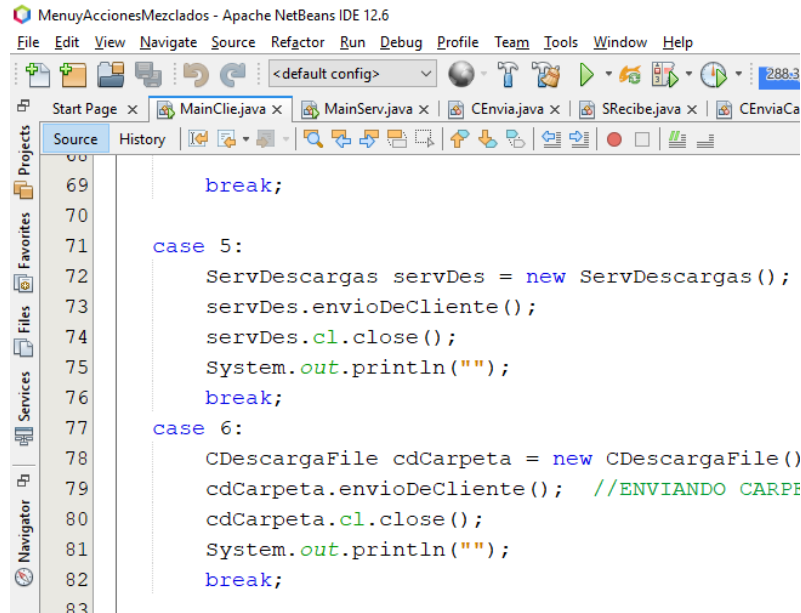 MenuyAccionesMezclados - Apache NetBeans IDE 12.6
File Edit View Navigate Source Refactor Run Debug Profile Team Tools Window Help
<default config>
Start Page MainClie.java MainServ.java CEnvia.java SRecibe.java CEnviaCa
Source History
Projects
Favorites
Files
Services
Navigator
69 break;
70
71 case 5:
72 ServDescargas servDes = new ServDescargas();
73 servDes.envioDeCliente();
74 servDes.cl.close();
75 System.out.println("");
76 break;
77 case 6:
78 CDescargaFile cdCarpeta = new CDescargaFile()
79 cdCarpeta.envioDeCliente(); //ENVIANDO CARPE
80 cdCarpeta.cl.close();
81 System.out.println("");
82 break;
83